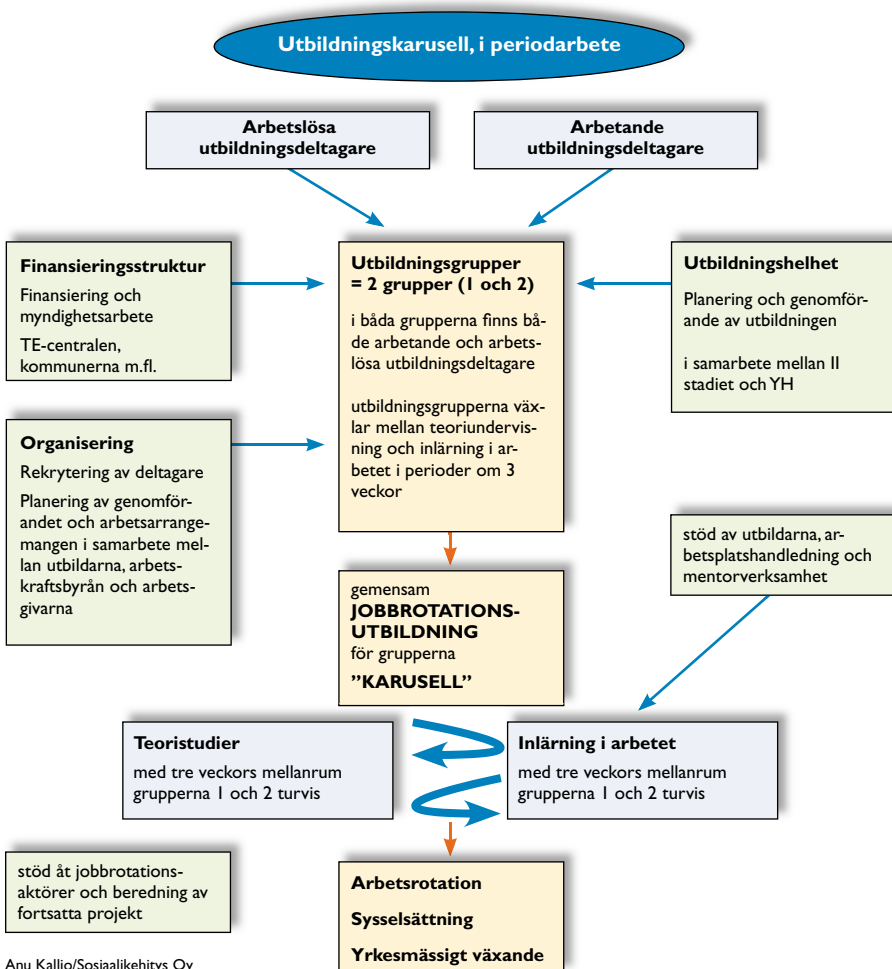 Utbildningskarusell, i periodarbete
Arbetslösa
utbildningsdeltagare
Arbetande
utbildningsdeltagare
Finansieringsstruktur
Finansiering och
myndighetsarbete
TE-centralen,
kommunerna m.fl.
Utbildningsgrupper
= 2 grupper (1 och 2)
i båda grupperna finns bå-
de arbetande och arbets-
lösa utbildningsdeltagare
utbildningsgrupperna väx-
lar mellan teoriundervis-
ning och inlärning i ar-
betet i perioder om 3
veckor
Utbildningshelhet
Planering och genomför-
ande av utbildningen
i samarbete mellan II
stadiet och YH
Organisering
Rekrytering av deltagare
Planering av genomför-
andet och arbetsarrange-
mangen i samarbete mel-
lan utbildarna, arbets-
kraftsbyrån och arbets-
givarna
stöd av utbildarna, ar-
betsplatshandledning och
mentorverksamhet
gemensam
JOBBROTATIONS-
UTBILDNING
för grupperna
”KARUSELL”
Teoristudier
med tre veckors mellanrum
grupperna 1 och 2 turvis
Inlärning i arbetet
med tre veckors mellanrum
grupperna 1 och 2 turvis
stöd åt jobbrotations-
aktörer och beredning av
fortsatta projekt
Arbetsrotation
Sysselsättning
Yrkesmässigt växande
Anu Kallio/Sosiaalikehitys Oy